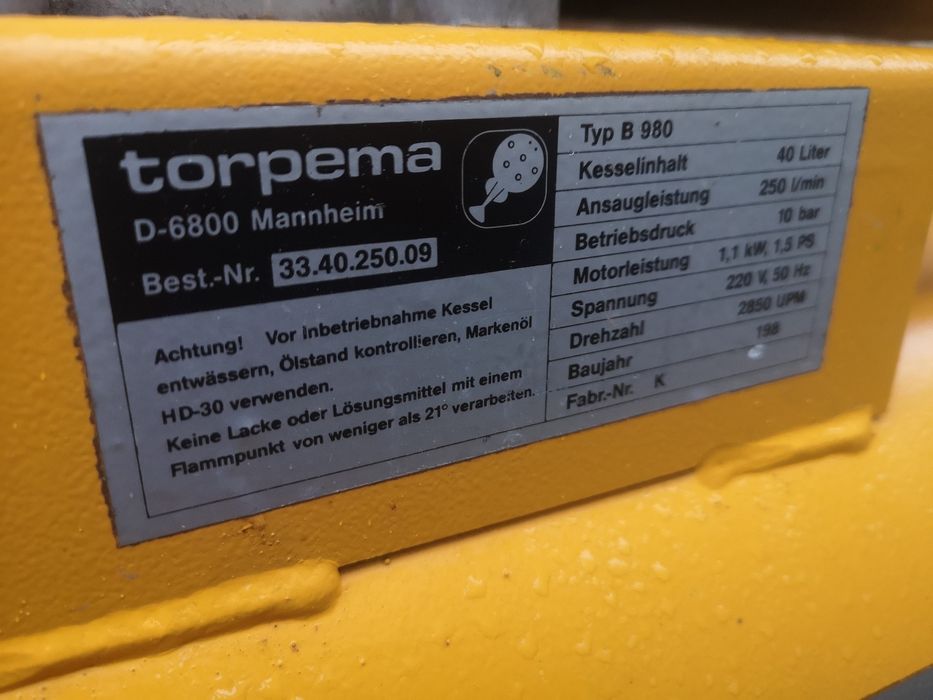 torpema
D-6800 Mannheim
Best.-Nr. 33.40.250.09
Achtung! Vor Inbetriebnahme Kessel
entwässern, Ölstand kontrollieren, Markenöl
HD-30 verwenden.
Keine Lacke oder Lösungsmittel mit einem
Flammpunkt von weniger als 21° verarbeiten.
Typ B 980
Kesselinhalt 40 Liter
Ansaugleistung 250 l/min
Betriebsdruck 10 bar
Motorleistung 1,1 kW, 1,5 PS
Spannung 220 V, 50 Hz
Drehzahl 2850 UPM
Baujahr 198
Fabr.-Nr. K